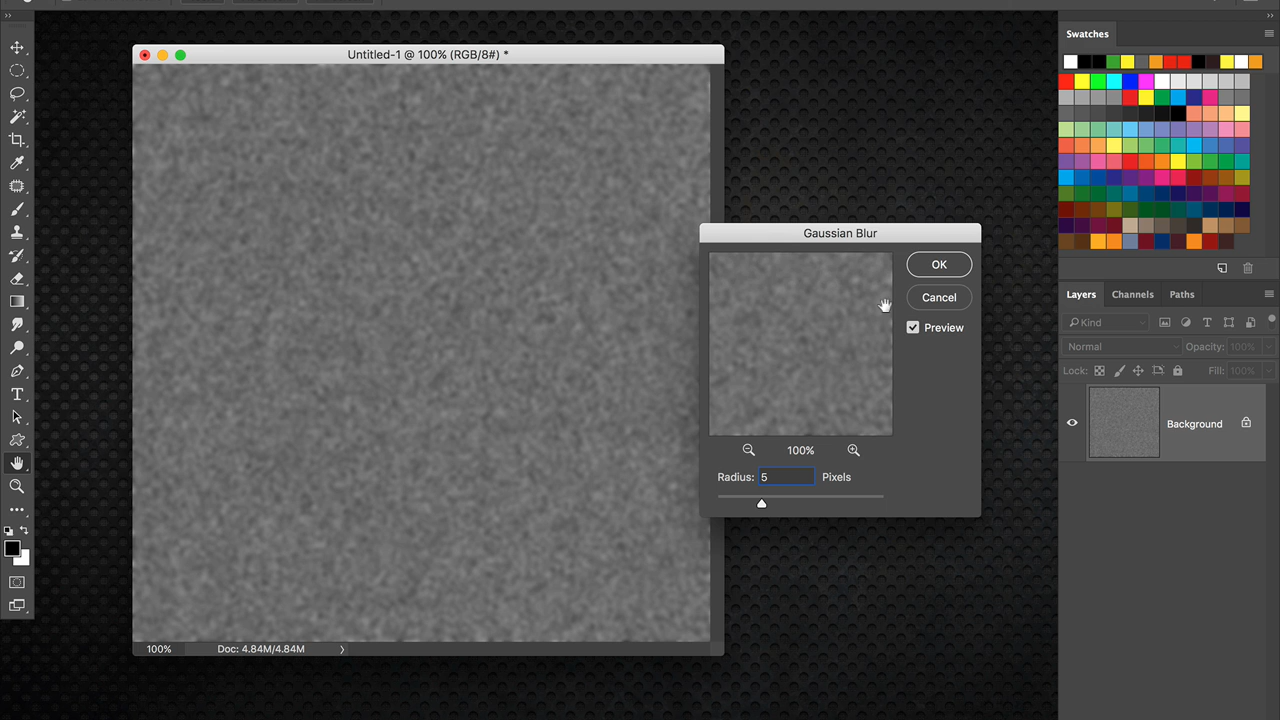 Untitled-1 @ 100% (RGB/8#) *
Swatches
Gaussian Blur
OK
Cancel
Preview
100%
Radius: 5 Pixels
Layers Channels Paths
Kind
Normal Opacity: 100%
Lock: Fill: 100%
Background
T
100% Doc: 4.84M/4.84M